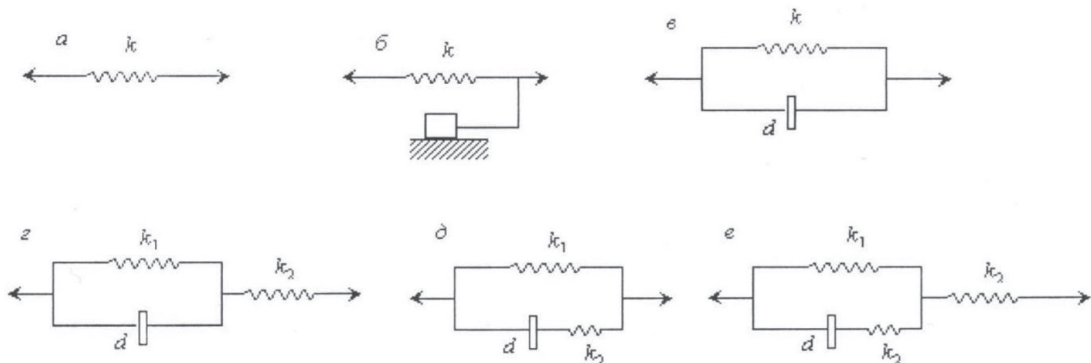 а k
б k
в k
d
г k₁
k₂
d
д k₁
d k₂
е k₁
k₂
d k₂